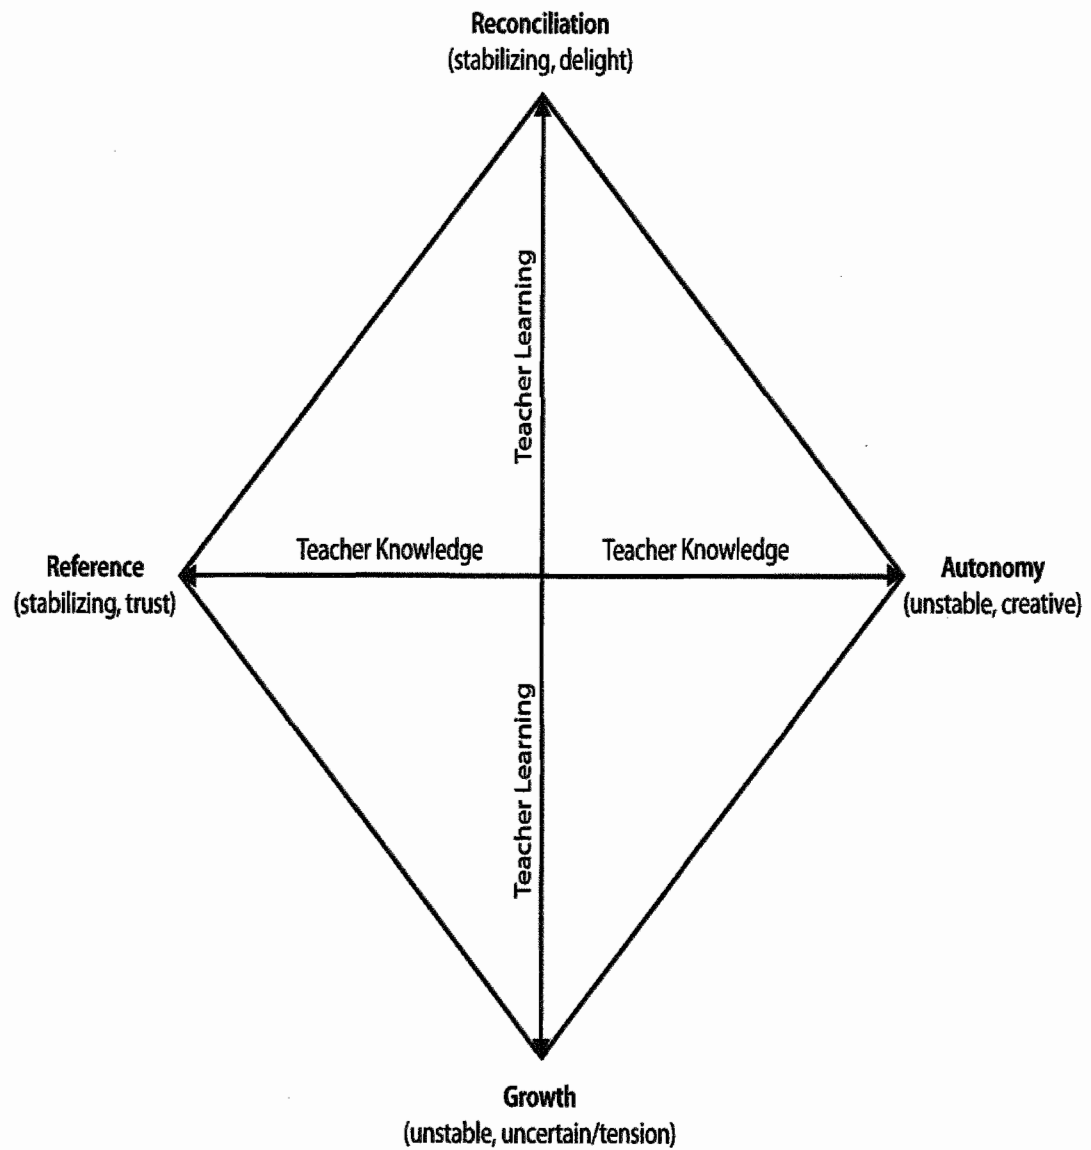 Reconciliation
(stabilizing, delight)
Teacher Learning
Teacher Knowledge
Teacher Knowledge
Reference
(stabilizing, trust)
Autonomy
(unstable, creative)
Teacher Learning
Growth
(unstable, uncertain/tension)